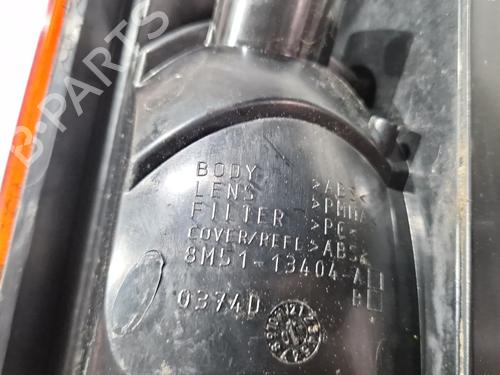 B-PARTS
BODY >ABS<
LENS >PMMA<
FILTER >PC<
COVER/REFL >ABS<
8M51-13404-A
B
0374D